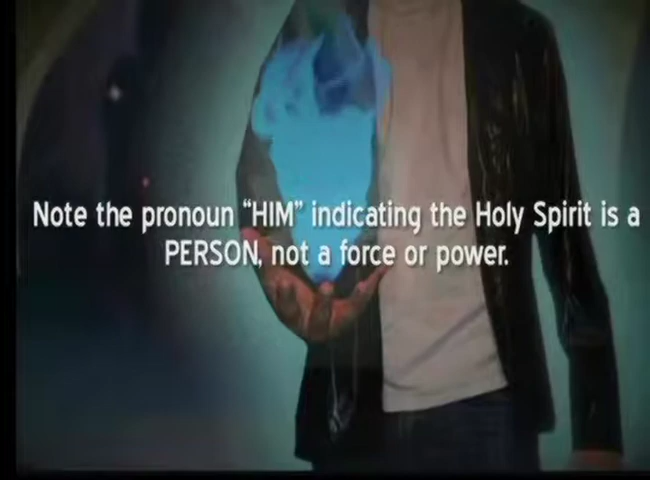 Note the pronoun “HIM” indicating the Holy Spirit is a
PERSON, not a force or power.